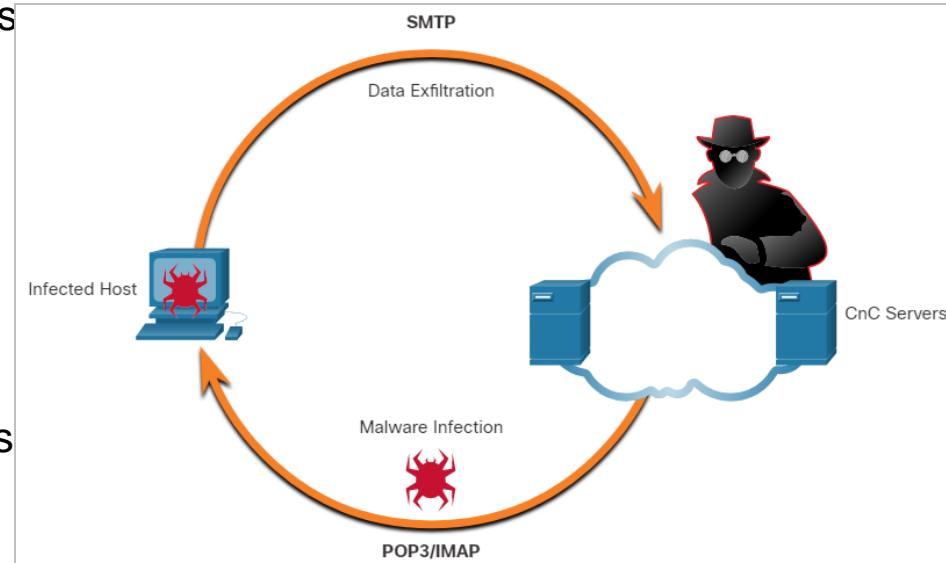 s
SMTP
Data Exfiltration
Infected Host
CnC Servers
Malware Infection
s
POP3/IMAP